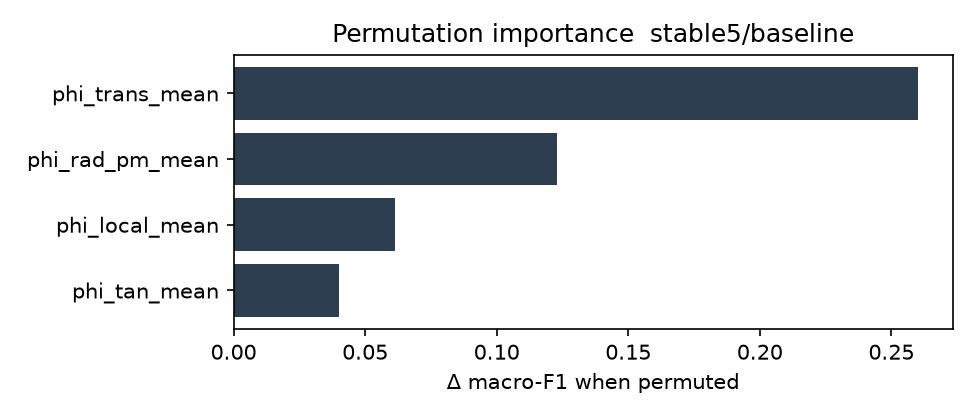 Permutation importance  stable5/baseline
phi_trans_mean
phi_rad_pm_mean
phi_local_mean
phi_tan_mean
0.00 0.05 0.10 0.15 0.20 0.25
Δ macro-F1 when permuted